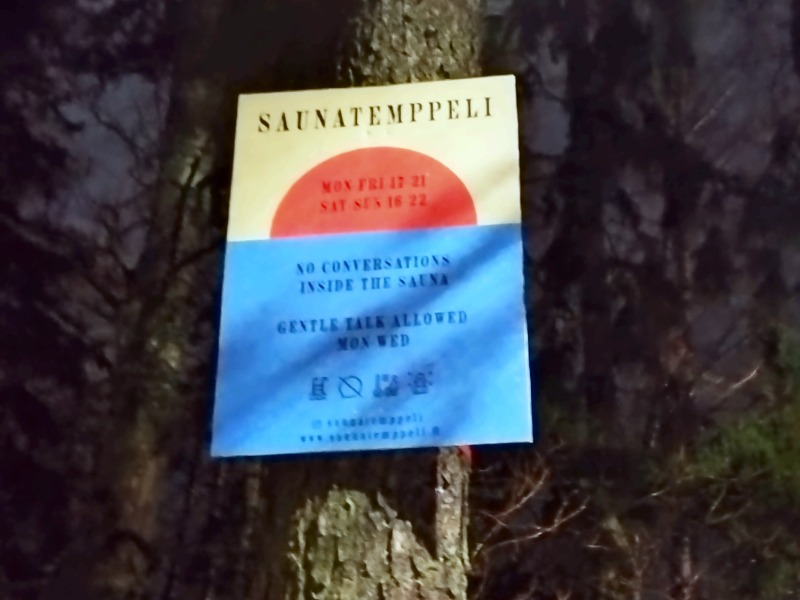 SAUNATEMPPELI
MON-FRI 17-21
SAT-SUN 16-22
NO CONVERSATIONS
INSIDE THE SAUNA
GENTLE TALK ALLOWED
MON-WED
saunatemppeli
www.saunatemppeli.fi